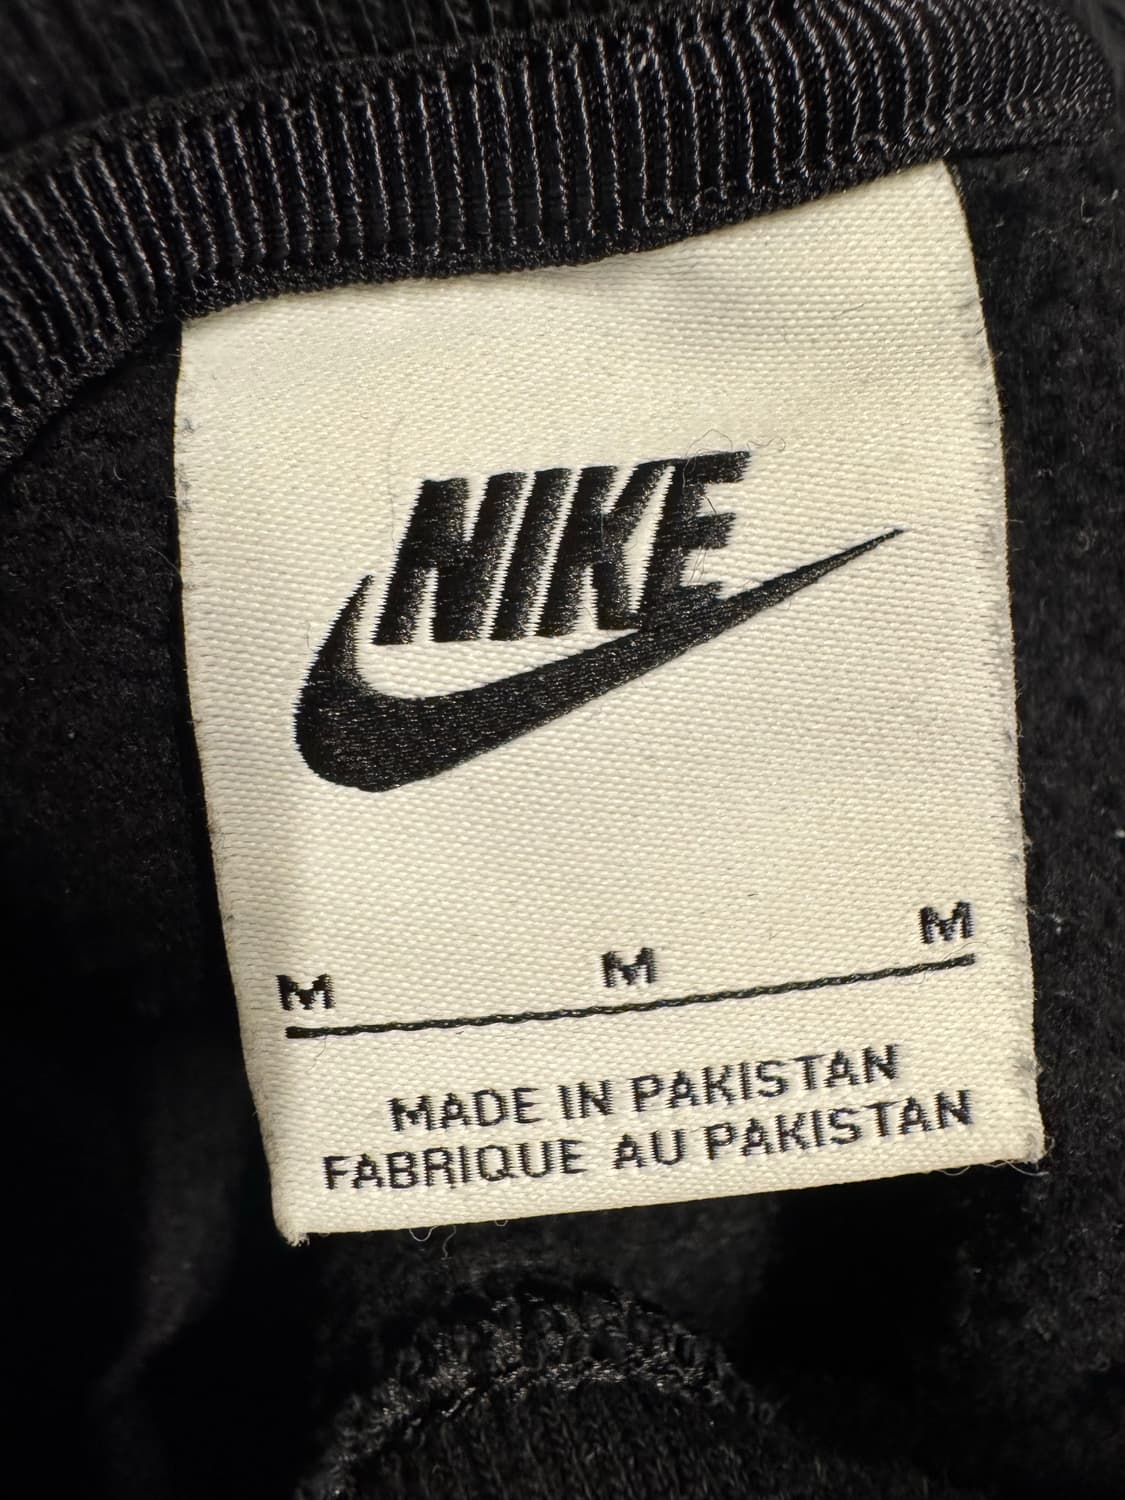 NIKE
M M M
MADE IN PAKISTAN
FABRIQUE AU PAKISTAN